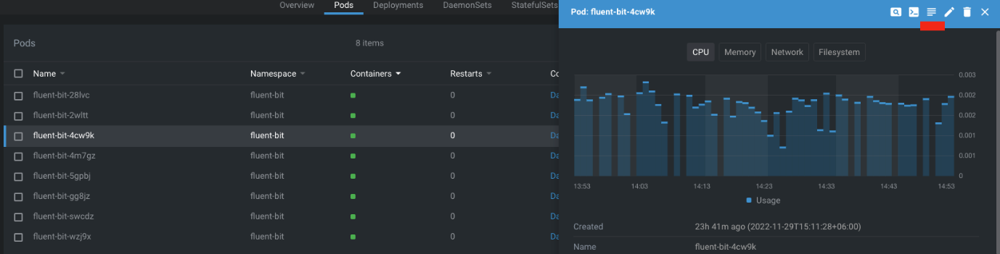 Overview Pods Deployments DaemonSets StatefulSets
Pod: fluent-bit-4cw9k
Pods 8 items
Name Namespace Containers Restarts Co
fluent-bit-28lvc fluent-bit 0 Da
fluent-bit-2wltt fluent-bit 0 Da
fluent-bit-4cw9k fluent-bit 0 Da
fluent-bit-4m7gz fluent-bit 0 Da
fluent-bit-5gpbj fluent-bit 0 Da
fluent-bit-gg8jz fluent-bit 0 Da
fluent-bit-swcdz fluent-bit 0 Da
fluent-bit-wzj9x fluent-bit 0 Da
CPU Memory Network Filesystem
0.003
0.002
0.002
0.001
0.001
0
13:53 14:03 14:13 14:23 14:33 14:43 14:53
Usage
Created 23h 41m ago (2022-11-29T15:11:28+06:00)
Name fluent-bit-4cw9k